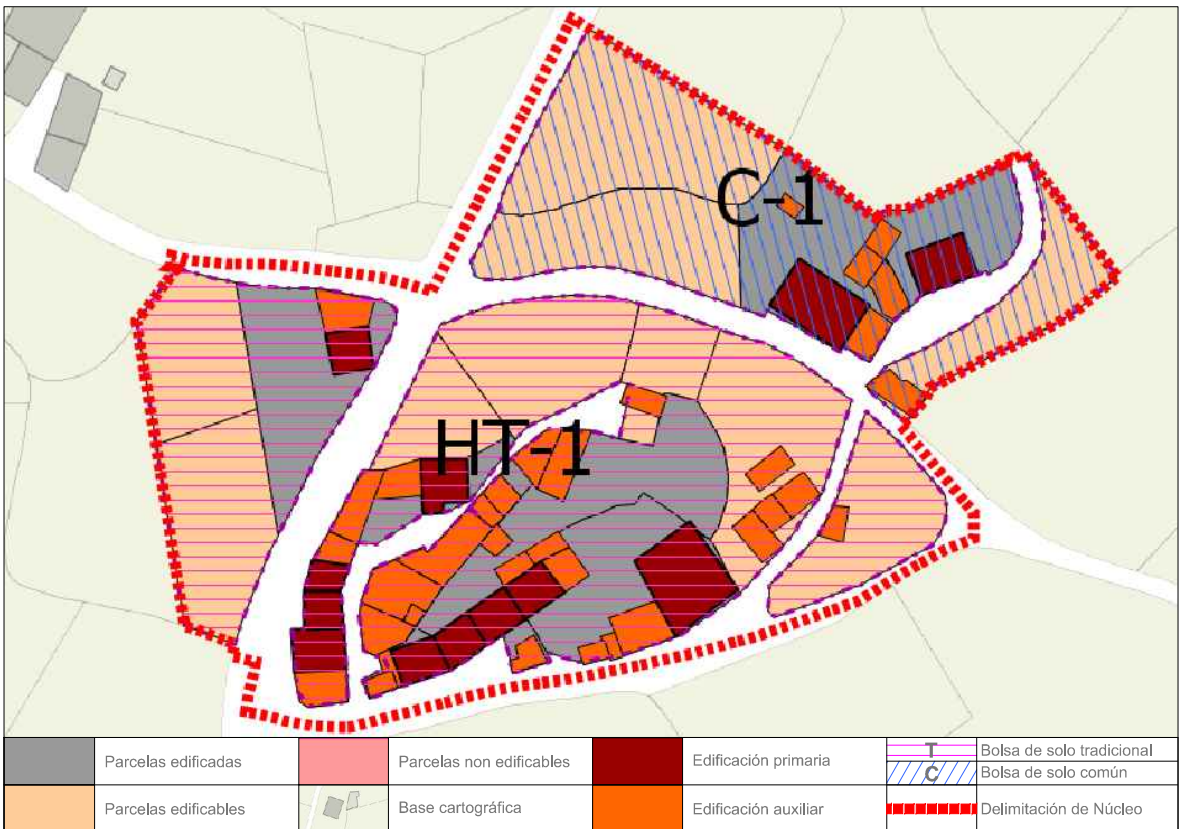 C-1
HT-1
Parcelas edificadas
Parcelas non edificables
Edificación primaria
T
Bolsa de solo tradicional
C
Bolsa de solo común
Parcelas edificables
Base cartográfica
Edificación auxiliar
Delimitación de Núcleo